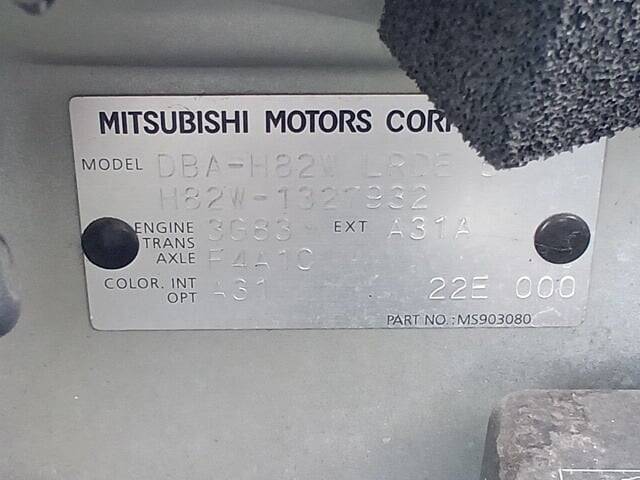 MITSUBISHI MOTORS
MODEL DBA-H82W LRDE
H82W-1327932
ENGINE 3G83 EXT A31A
TRANS
AXLE F4A1C
COLOR. INT A31 22E 000
OPT
PART NO : MS903080